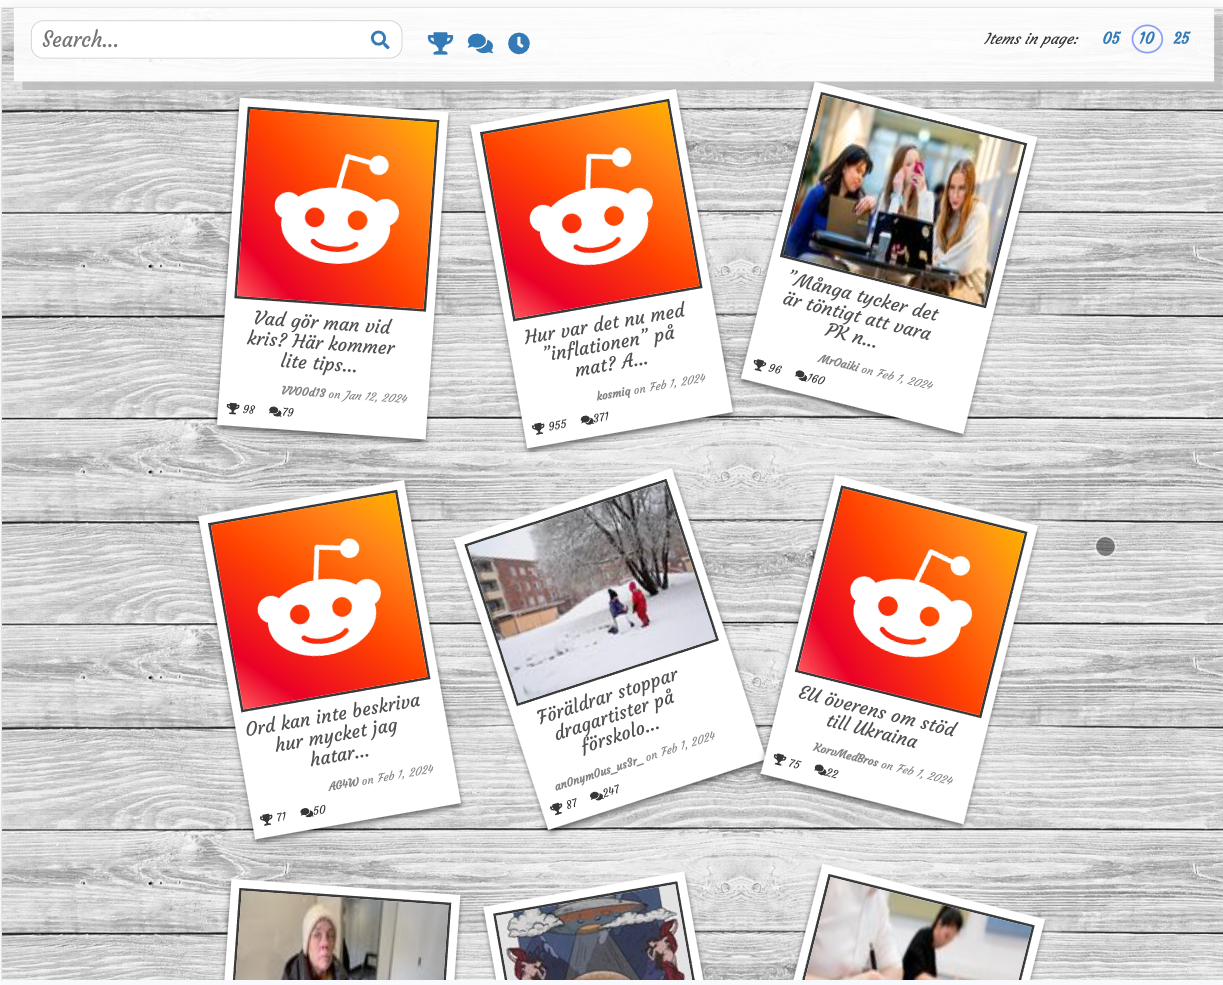 Search...
Items in page: 05 10 25
Vad gör man vid
kris? Här kommer
lite tips...
VV00d13 on Jan 12, 2024
98 79
Hur var det nu med
”inflationen” på
mat? A...
kosmiq on Feb 1, 2024
955 371
”Många tycker det
är töntigt att vara
PK n...
MrOaiki on Feb 1, 2024
96 160
Ord kan inte beskriva
hur mycket jag
hatar...
AG4W on Feb 1, 2024
71 50
Föräldrar stoppar
dragartister på
förskolo...
an0nym0us_us3r_ on Feb 1, 2024
87 247
EU överens om stöd
till Ukraina
KorvMedBros on Feb 1, 2024
75 22